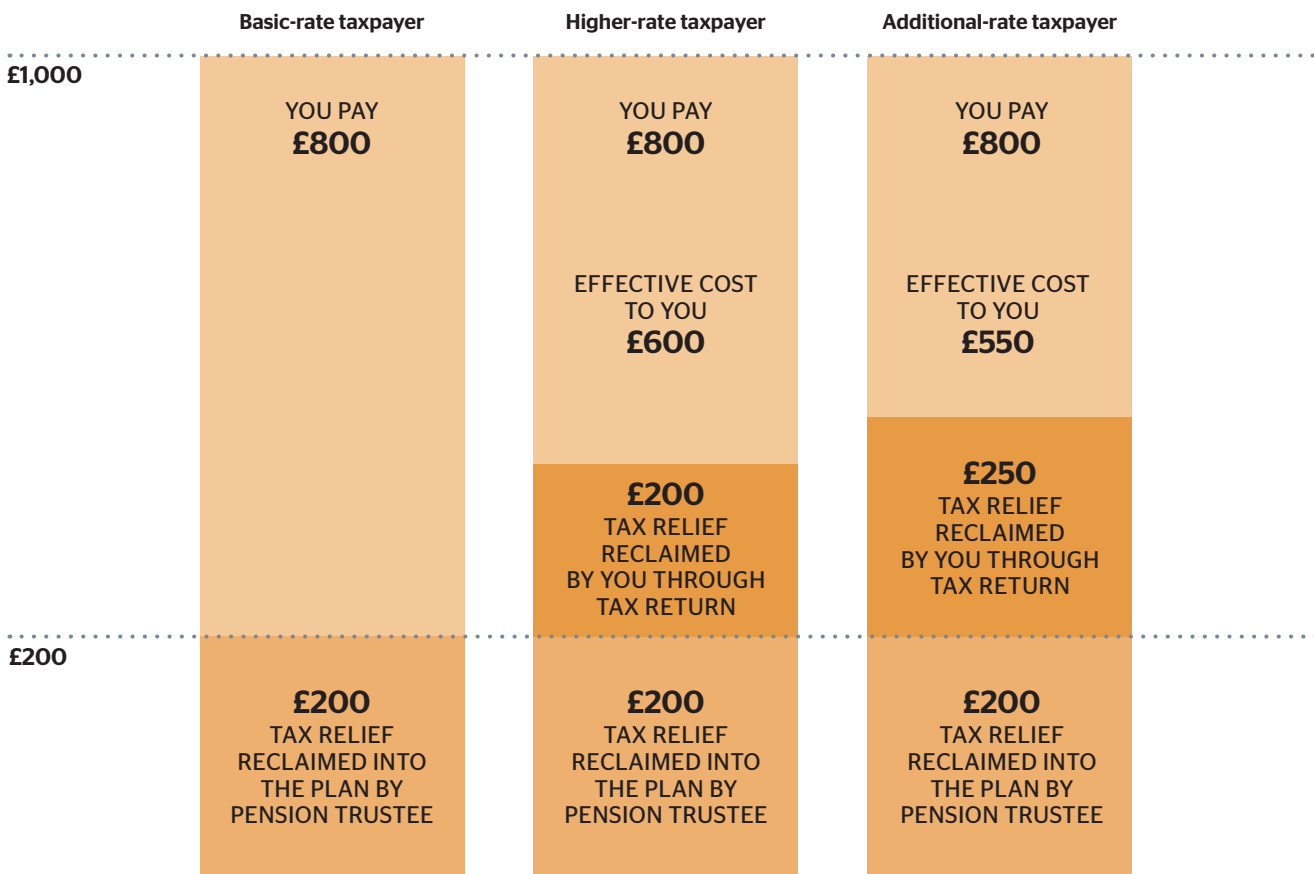 Basic-rate taxpayer
Higher-rate taxpayer
Additional-rate taxpayer
£1,000
YOU PAY
£800
YOU PAY
£800
EFFECTIVE COST
TO YOU
£600
YOU PAY
£800
EFFECTIVE COST
TO YOU
£550
£200
TAX RELIEF
RECLAIMED
BY YOU THROUGH
TAX RETURN
£250
TAX RELIEF
RECLAIMED
BY YOU THROUGH
TAX RETURN
£200
£200
TAX RELIEF
RECLAIMED INTO
THE PLAN BY
PENSION TRUSTEE
£200
TAX RELIEF
RECLAIMED INTO
THE PLAN BY
PENSION TRUSTEE
£200
TAX RELIEF
RECLAIMED INTO
THE PLAN BY
PENSION TRUSTEE